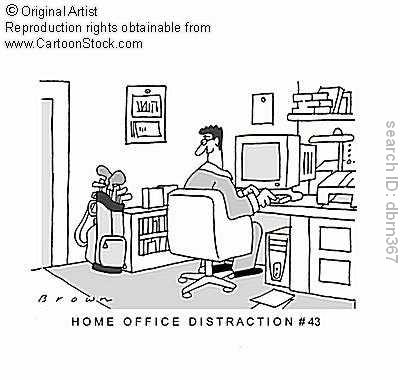 © Original Artist
Reproduction rights obtainable from
www.CartoonStock.com
search ID: dbrn367
Brown
HOME OFFICE DISTRACTION #43